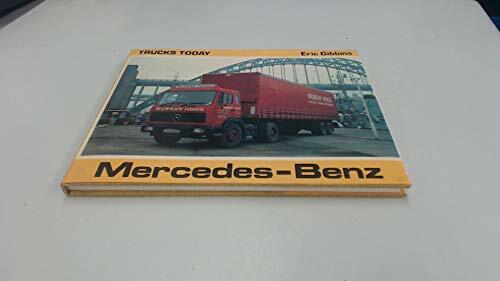 TRUCKS TODAY
Eric Gibbins
MURRAY HOGG
MURRAY HOGG
Mercedes-Benz